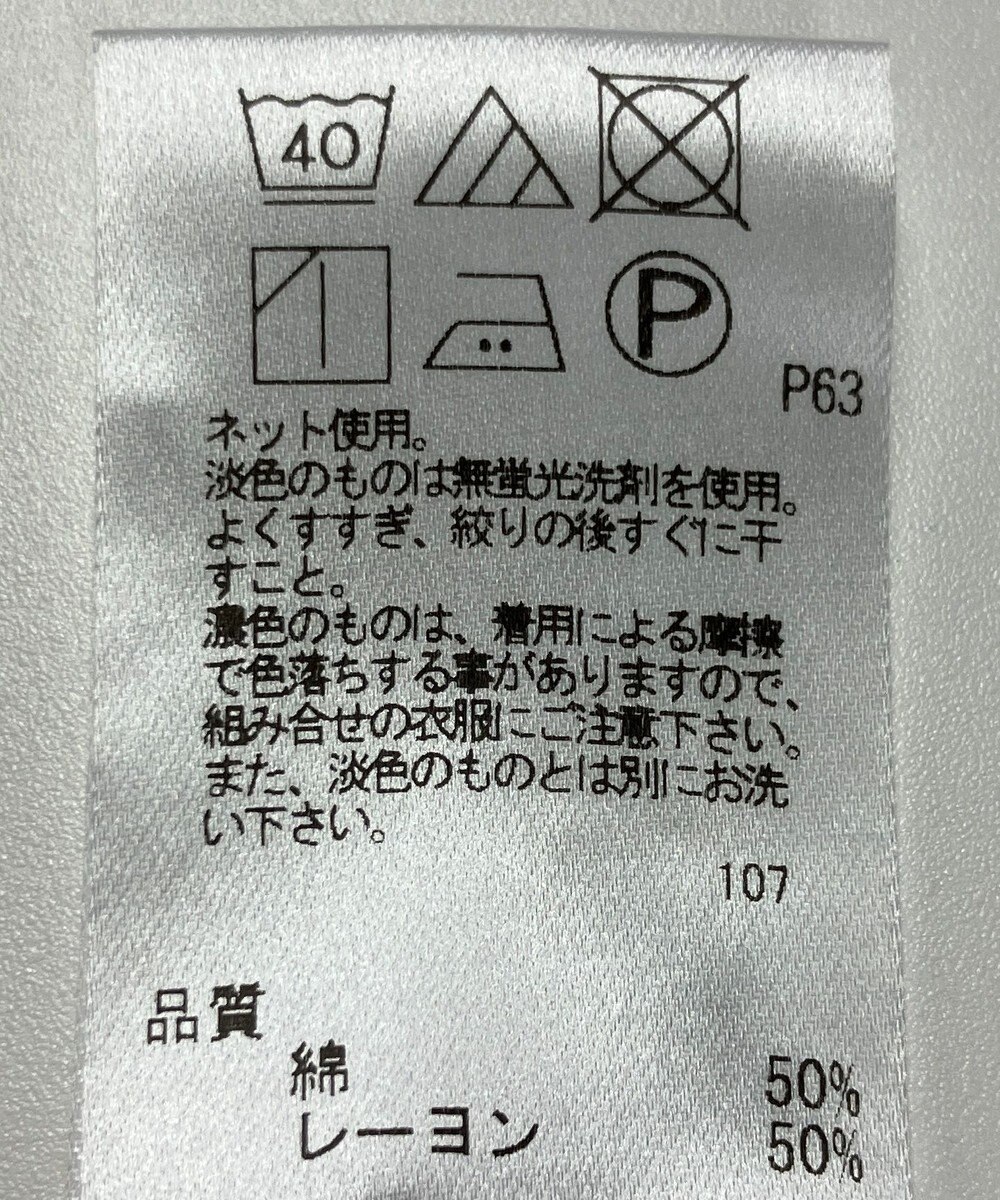 40
P
P63
ネット使用。
淡色のものは無蛍光洗剤を使用。
よくすすぎ、絞りの後すぐに干
すこと。
濃色のものは、着用による摩擦
で色落ちする事がありますので、
組み合せの衣服にご注意下さい。
また、淡色のものとは別にお洗
い下さい。
107
品質
綿 50%
レーヨン 50%